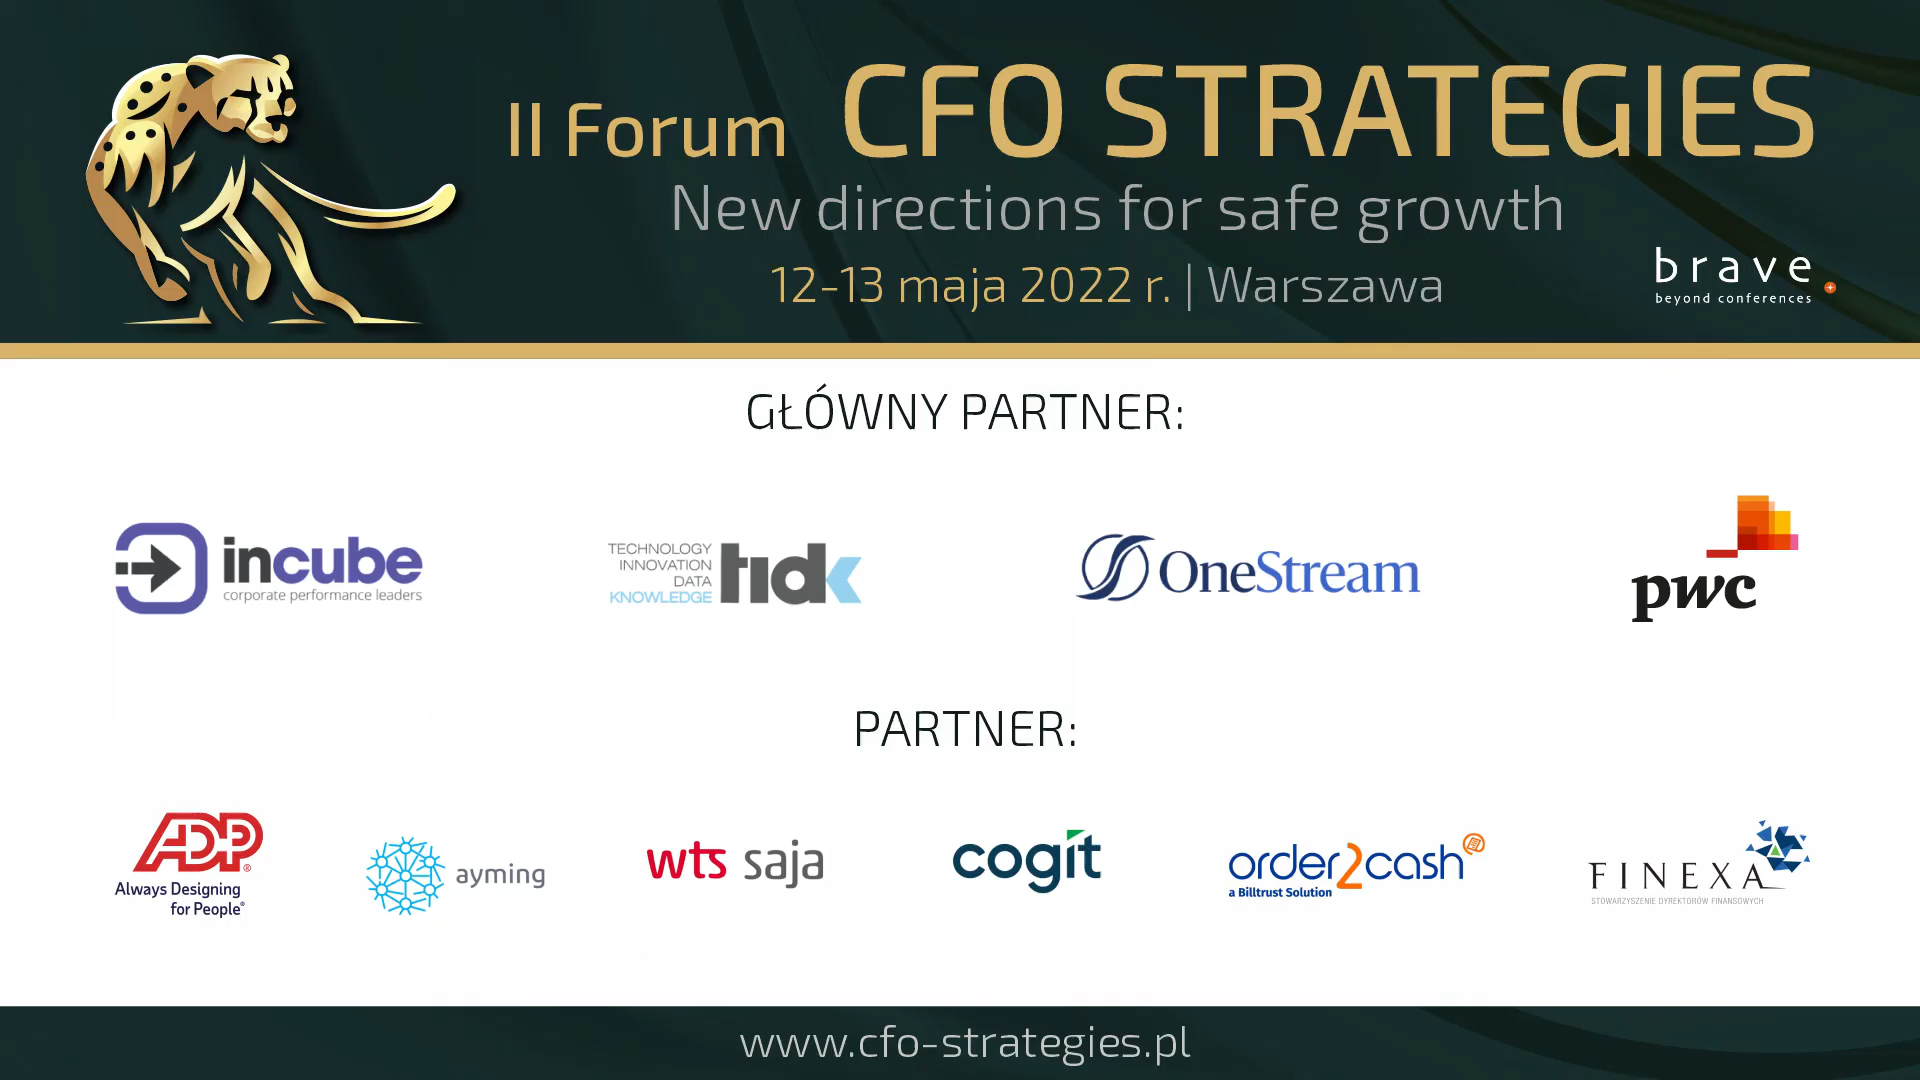 II Forum CFO STRATEGIES
New directions for safe growth
12-13 maja 2022 r. | Warszawa
brave
beyond conferences
GŁÓWNY PARTNER:
incube
corporate performance leaders
TECHNOLOGY
INNOVATION
DATA
KNOWLEDGE
tidk
OneStream
pwc
PARTNER:
ADP®
Always Designing
for People®
ayming
wts saja
cogit
order2cash
a Billtrust Solution
FINEXA
STOWARZYSZENIE DYREKTORÓW FINANSOWYCH
www.cfo-strategies.pl